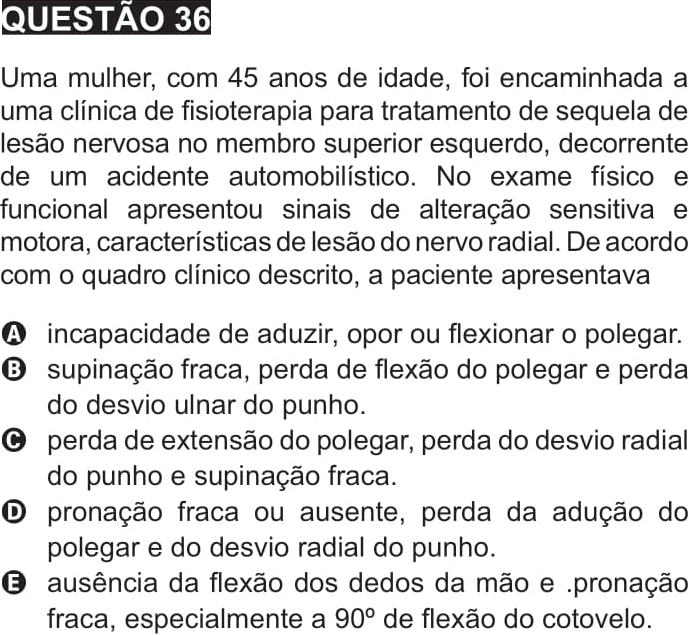 QUESTÃO 36
Uma mulher, com 45 anos de idade, foi encaminhada a
uma clínica de fisioterapia para tratamento de sequela de
lesão nervosa no membro superior esquerdo, decorrente
de um acidente automobilístico. No exame físico e
funcional apresentou sinais de alteração sensitiva e
motora, características de lesão do nervo radial. De acordo
com o quadro clínico descrito, a paciente apresentava
A incapacidade de aduzir, opor ou flexionar o polegar.
B supinação fraca, perda de flexão do polegar e perda
do desvio ulnar do punho.
C perda de extensão do polegar, perda do desvio radial
do punho e supinação fraca.
D pronação fraca ou ausente, perda da adução do
polegar e do desvio radial do punho.
E ausência da flexão dos dedos da mão e .pronação
fraca, especialmente a 90º de flexão do cotovelo.